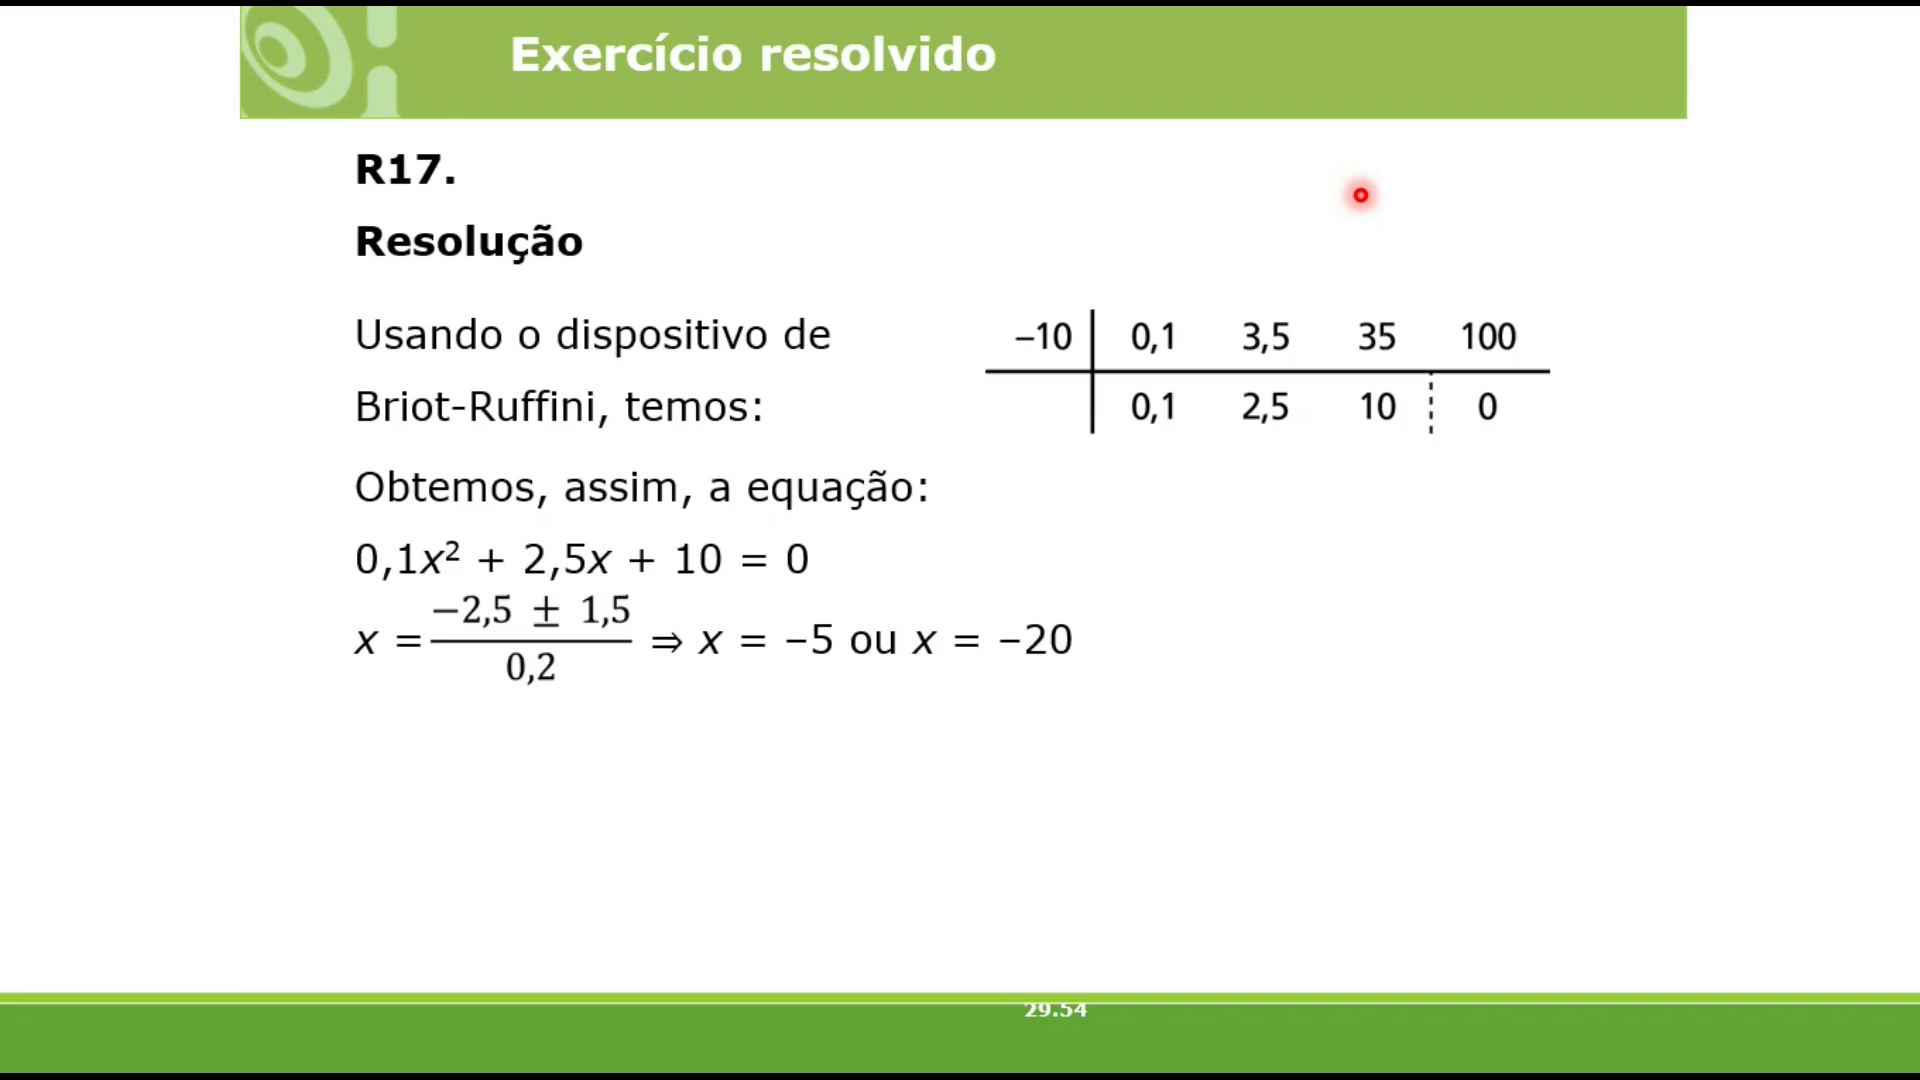 Exercício resolvido
R17.
Resolução
Usando o dispositivo de
Briot-Ruffini, temos:
–10 0,1 3,5 35 100
0,1 2,5 10 0
Obtemos, assim, a equação:
0,1x² + 2,5x + 10 = 0
x = −2,5 ± 1,5 / 0,2 ⇒ x = –5 ou x = –20
29.54